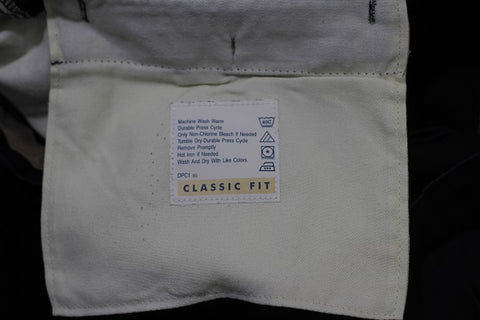 Machine Wash Warm
Durable Press Cycle
Only Non-Chlorine Bleach if Needed
Tumble Dry-Durable Press Cycle
Remove Promptly
Hot Iron if Needed
Wash And Dry With Like Colors.
DPC1
CLASSIC FIT